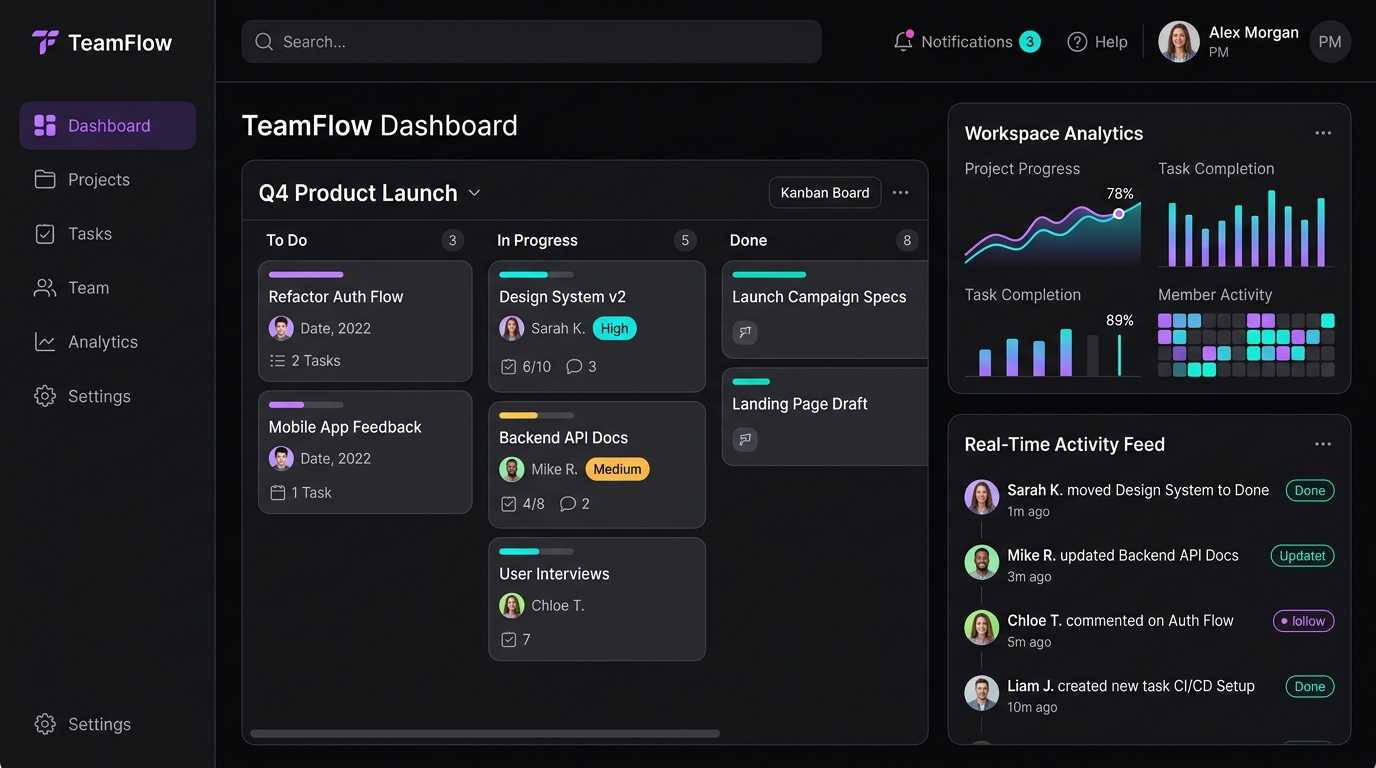 TeamFlow
Dashboard
Projects
Tasks
Team
Analytics
Settings
Settings
Search...
Notifications 3
Help
Alex Morgan
PM
PM
TeamFlow Dashboard
Q4 Product Launch
Kanban Board
To Do 3
Refactor Auth Flow
Date, 2022
2 Tasks
Mobile App Feedback
Date, 2022
1 Task
In Progress 5
Design System v2
Sarah K. High
6/10 3
Backend API Docs
Mike R. Medium
4/8 2
User Interviews
Chloe T.
7
Done 8
Launch Campaign Specs
Landing Page Draft
Workspace Analytics
Project Progress
78%
Task Completion
Task Completion
89%
Member Activity
Real-Time Activity Feed
Sarah K. moved Design System to Done Done
1m ago
Mike R. updated Backend API Docs Updatet
3m ago
Chloe T. commented on Auth Flow lollow
5m ago
Liam J. created new task CI/CD Setup Done
10m ago